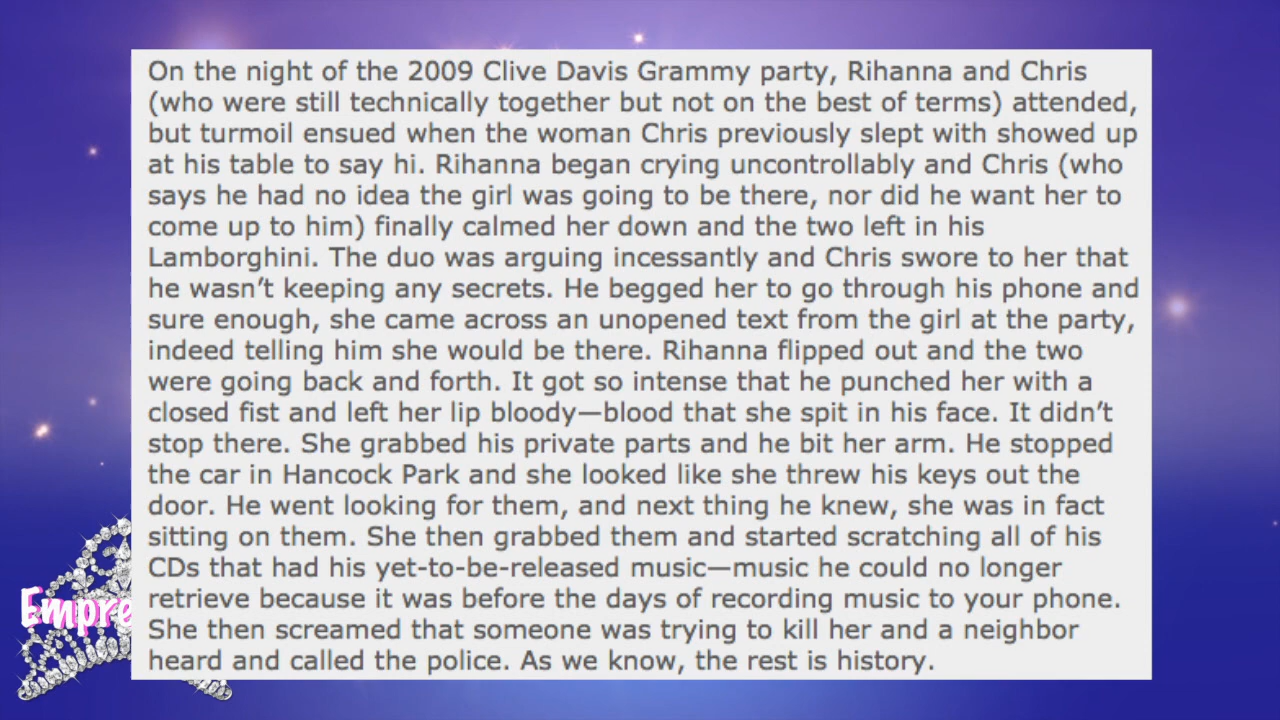 On the night of the 2009 Clive Davis Grammy party, Rihanna and Chris
(who were still technically together but not on the best of terms) attended,
but turmoil ensued when the woman Chris previously slept with showed up
at his table to say hi. Rihanna began crying uncontrollably and Chris (who
says he had no idea the girl was going to be there, nor did he want her to
come up to him) finally calmed her down and the two left in his
Lamborghini. The duo was arguing incessantly and Chris swore to her that
he wasn’t keeping any secrets. He begged her to go through his phone and
sure enough, she came across an unopened text from the girl at the party,
indeed telling him she would be there. Rihanna flipped out and the two
were going back and forth. It got so intense that he punched her with a
closed fist and left her lip bloody—blood that she spit in his face. It didn’t
stop there. She grabbed his private parts and he bit her arm. He stopped
the car in Hancock Park and she looked like she threw his keys out the
door. He went looking for them, and next thing he knew, she was in fact
sitting on them. She then grabbed them and started scratching all of his
CDs that had his yet-to-be-released music—music he could no longer
retrieve because it was before the days of recording music to your phone.
She then screamed that someone was trying to kill her and a neighbor
heard and called the police. As we know, the rest is history.
Empre